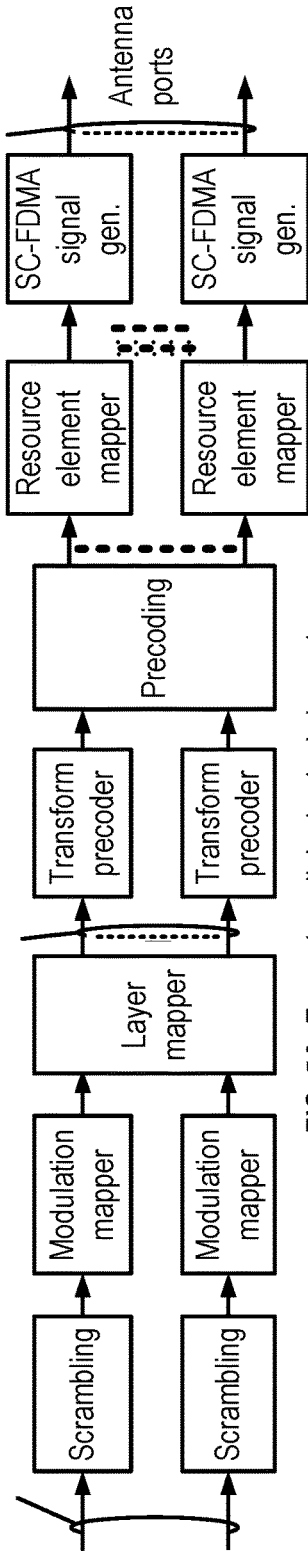 Scrambling
Modulation
mapper
Layer
mapper
Transform
precoder
Precoding
Resource
element
mapper
SC-FDMA
signal
gen.
Antenna
ports
Scrambling
Modulation
mapper
Transform
precoder
Resource
element
mapper
SC-FDMA
signal
gen.